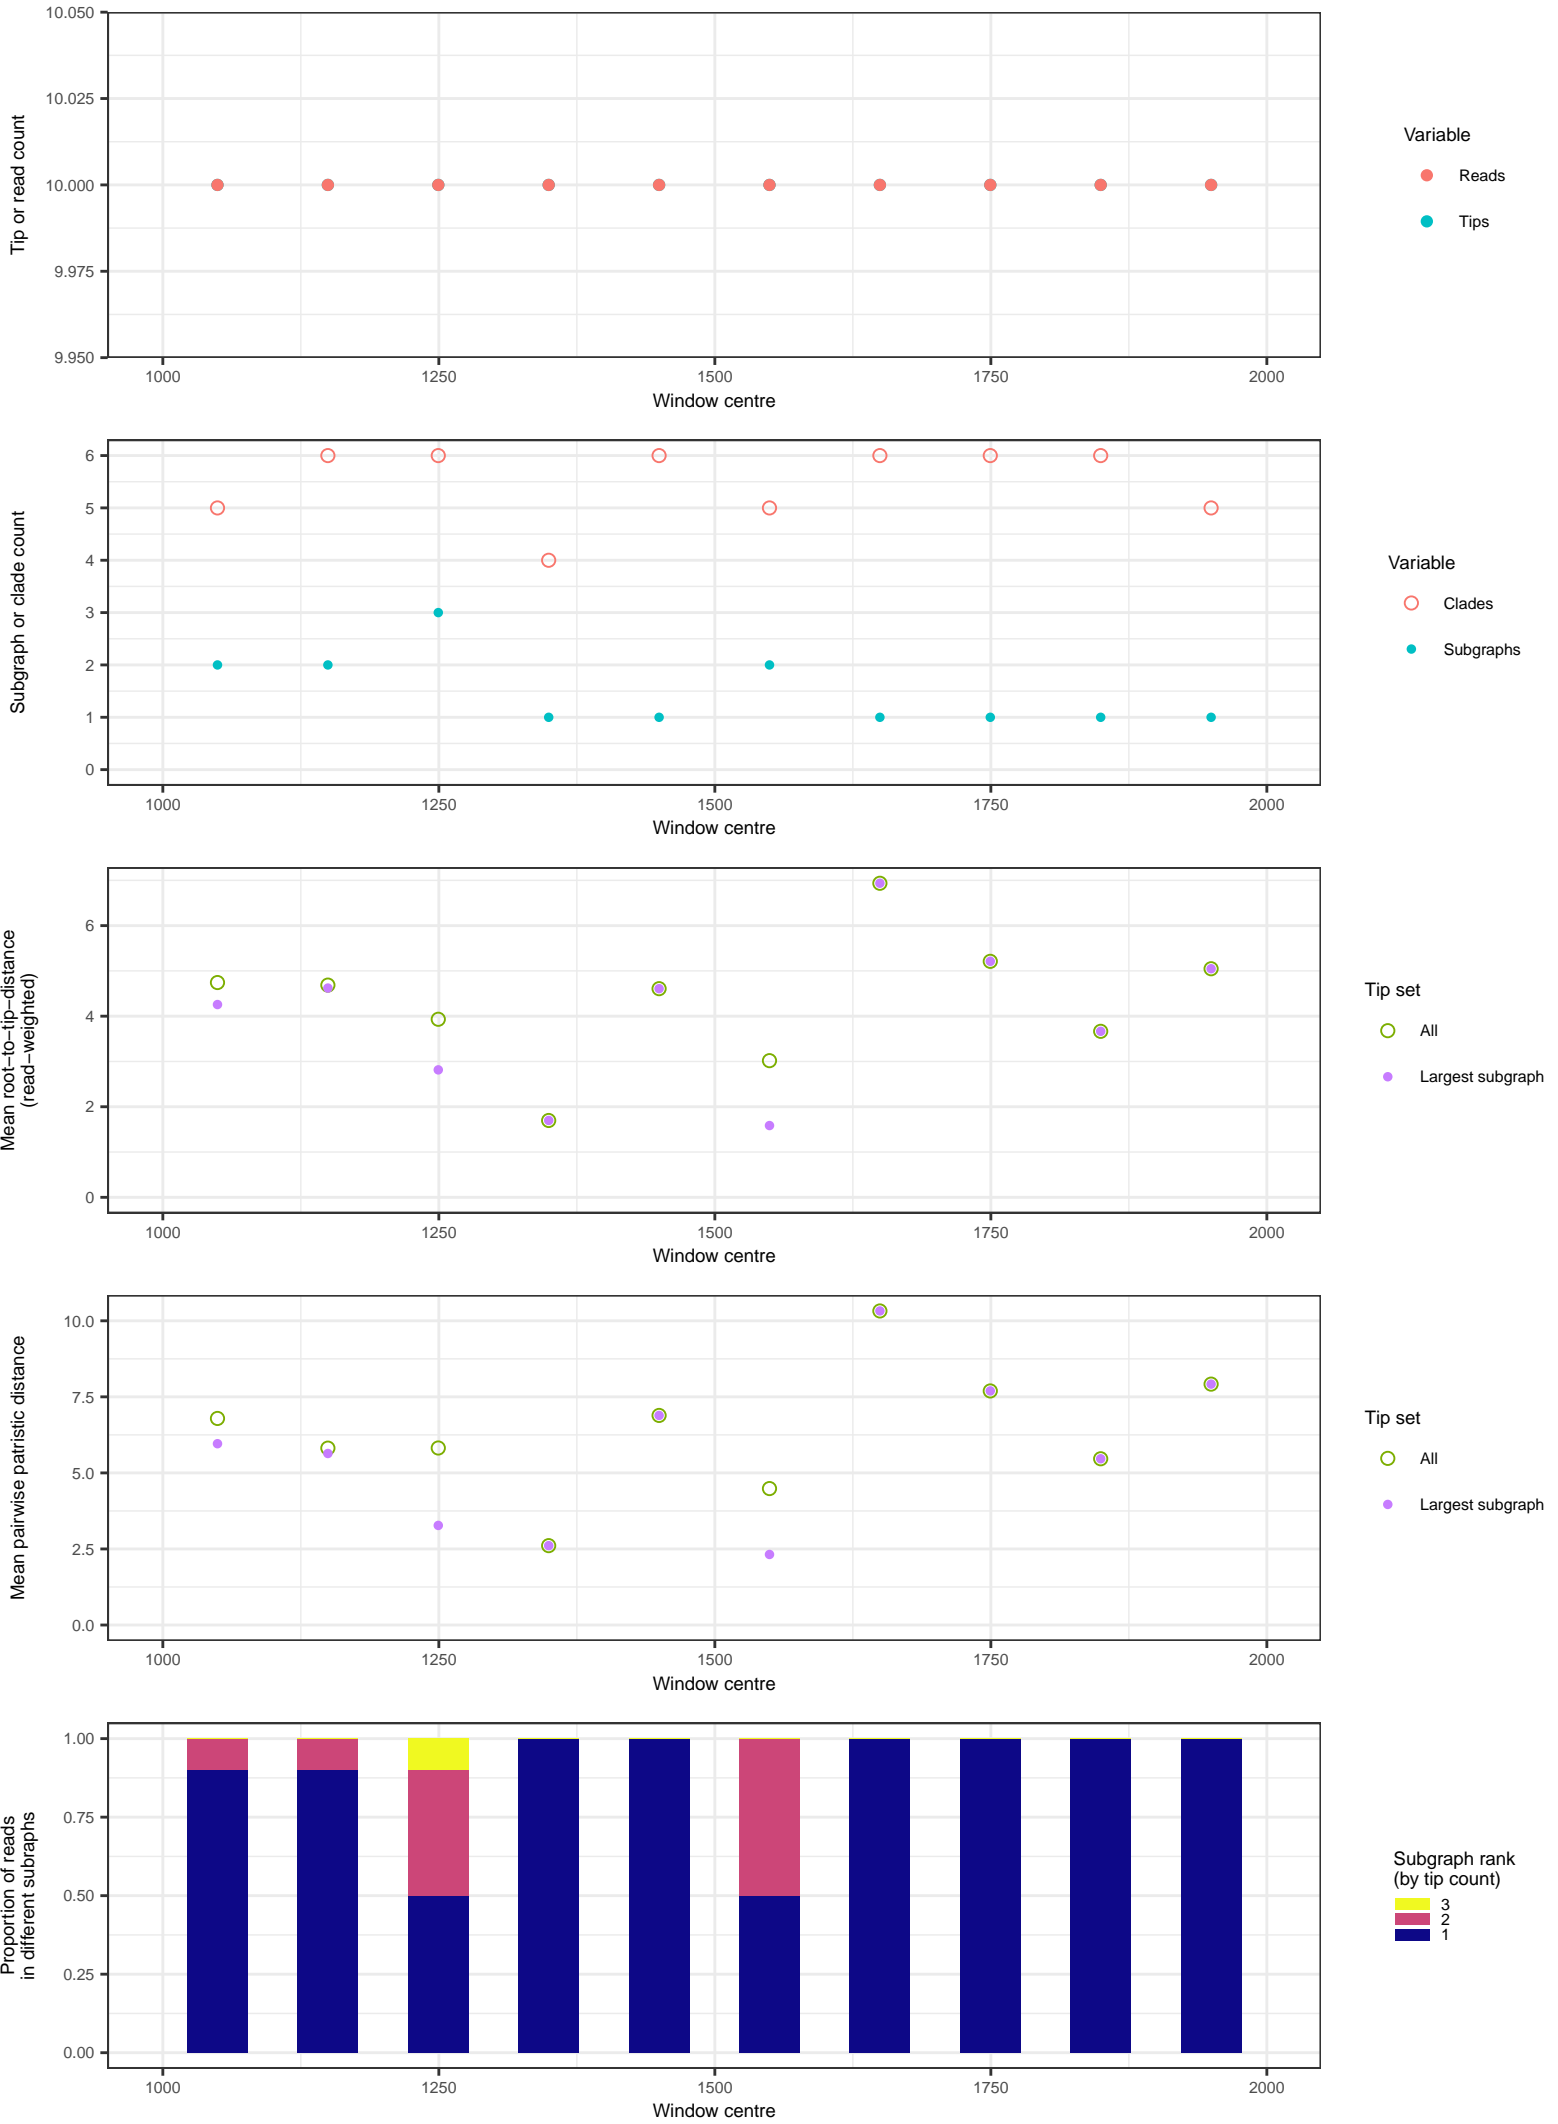 10.050
10.025
10.000
9.975
9.950
Tip or read count
1000 1250 1500 1750 2000
Window centre
Variable
Reads
Tips
6
5
4
3
2
1
0
Subgraph or clade count
1000 1250 1500 1750 2000
Window centre
Variable
Clades
Subgraphs
6
4
2
0
Mean root−to−tip−distance
(read−weighted)
1000 1250 1500 1750 2000
Window centre
Tip set
All
Largest subgraph
10.0
7.5
5.0
2.5
0.0
Mean pairwise patristic distance
1000 1250 1500 1750 2000
Window centre
Tip set
All
Largest subgraph
1.00
0.75
0.50
0.25
0.00
Proportion of reads
in different subraphs
1000 1250 1500 1750 2000
Window centre
Subgraph rank
(by tip count)
3
2
1